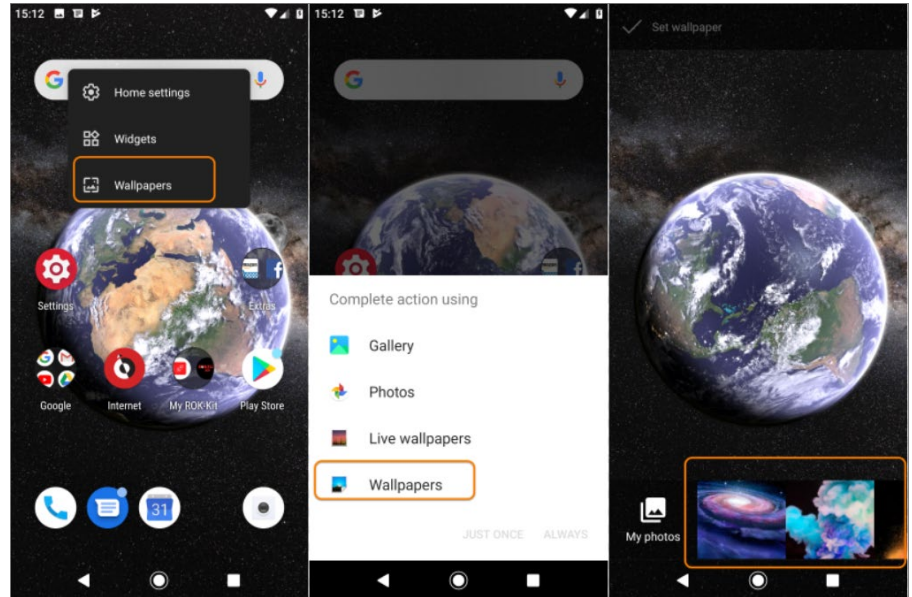 15:12
Home settings
Widgets
Wallpapers
Settings
Extras
Google
Internet
My ROK-Kit
Play Store
31
15:12
Complete action using
Gallery
Photos
Live wallpapers
Wallpapers
JUST ONCE
ALWAYS
Set wallpaper
My photos